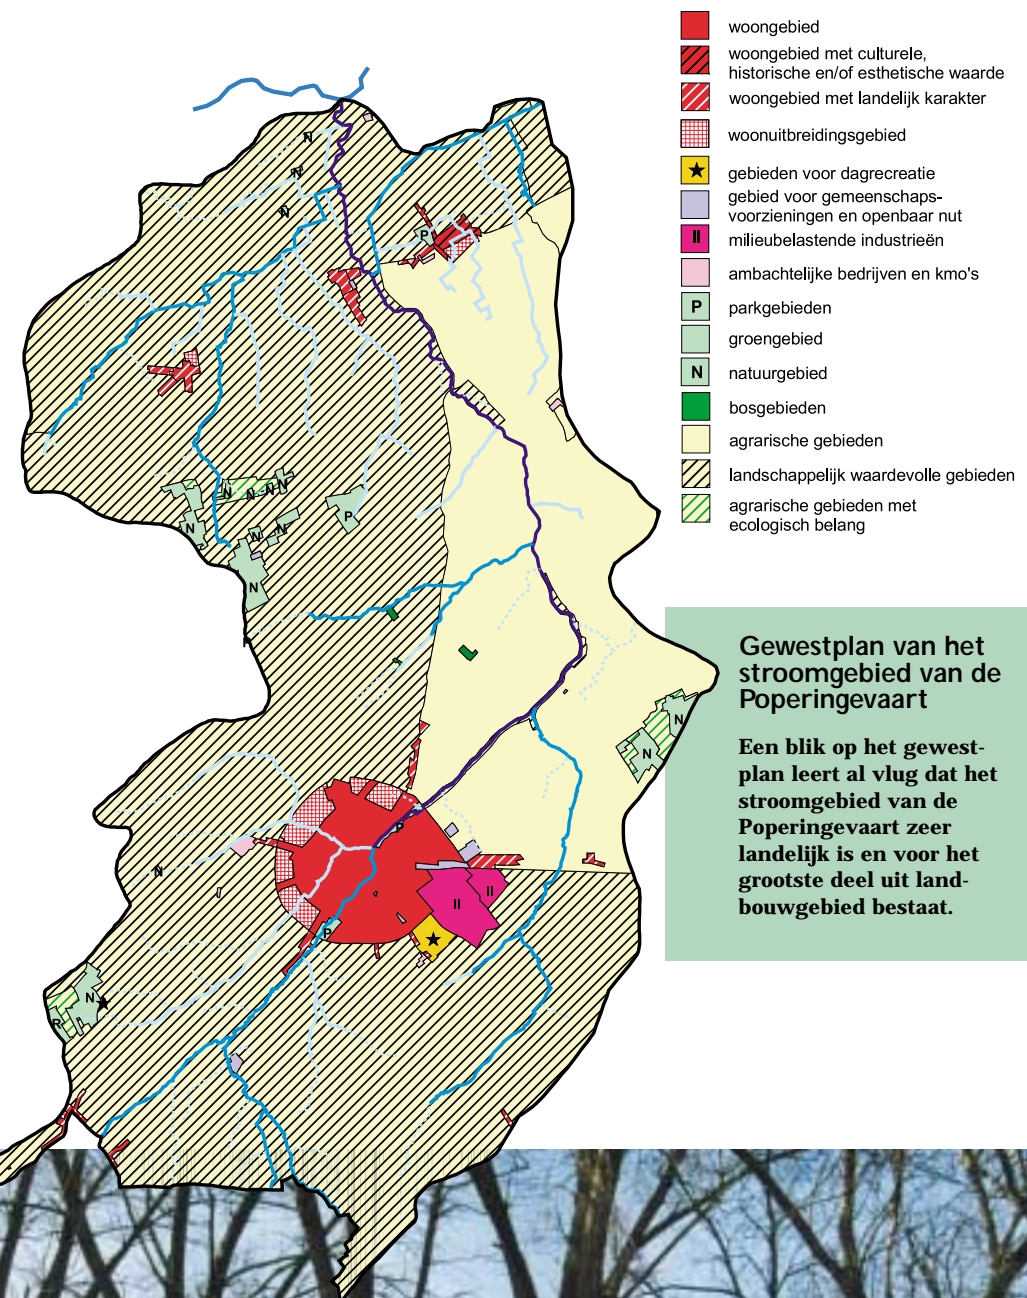 woongebied
woongebied met culturele,
historische en/of esthetische waarde
woongebied met landelijk karakter
woonuitbreidingsgebied
gebieden voor dagrecreatie
gebied voor gemeenschaps-
voorzieningen en openbaar nut
II milieubelastende industrieën
ambachtelijke bedrijven en kmo's
P parkgebieden
groengebied
N natuurgebied
bosgebieden
agrarische gebieden
landschappelijk waardevolle gebieden
agrarische gebieden met
ecologisch belang
Gewestplan van het
stroomgebied van de
Poperingevaart
Een blik op het gewest-
plan leert al vlug dat het
stroomgebied van de
Poperingevaart zeer
landelijk is en voor het
grootste deel uit land-
bouwgebied bestaat.
N
N
N
P
N
N
N
N
N
P
N
N
N
N
N
P
N
II
II
P
N